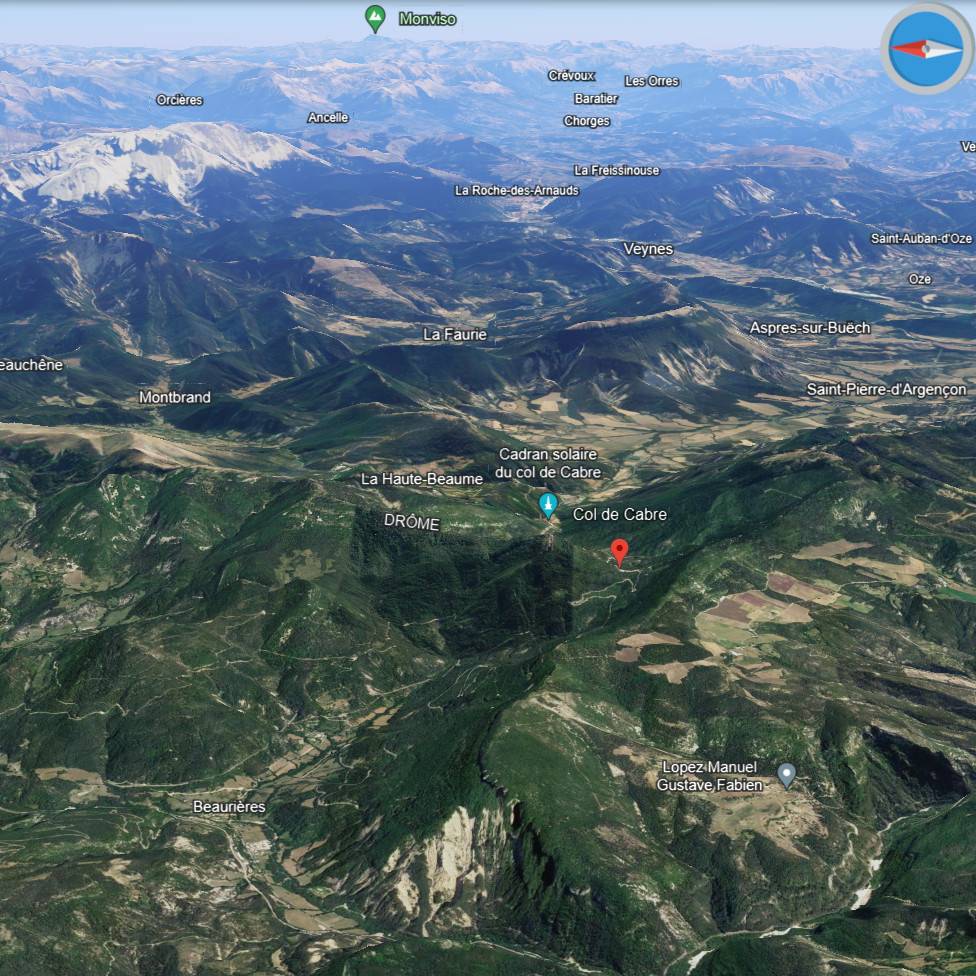 Monviso
Crévoux
Les Orres
Orcières
Baratier
Ancelle
Chorges
Ve
La Freissinouse
La Roche-des-Arnauds
Saint-Auban-d'Oze
Veynes
Oze
Aspres-sur-Buëch
La Faurie
eauchêne
Saint-Pierre-d'Argençon
Montbrand
Cadran solaire
du col de Cabre
La Haute-Beaume
Col de Cabre
DRÔME
Lopez Manuel
Gustave Fabien
Beaurières